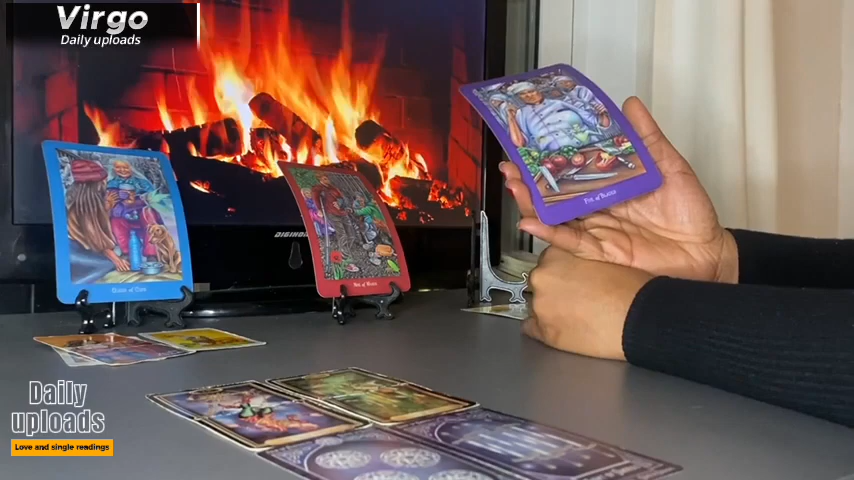 Virgo
Daily uploads
Queen of Cups
Five of Blades
Daily
uploads
Love and single readings